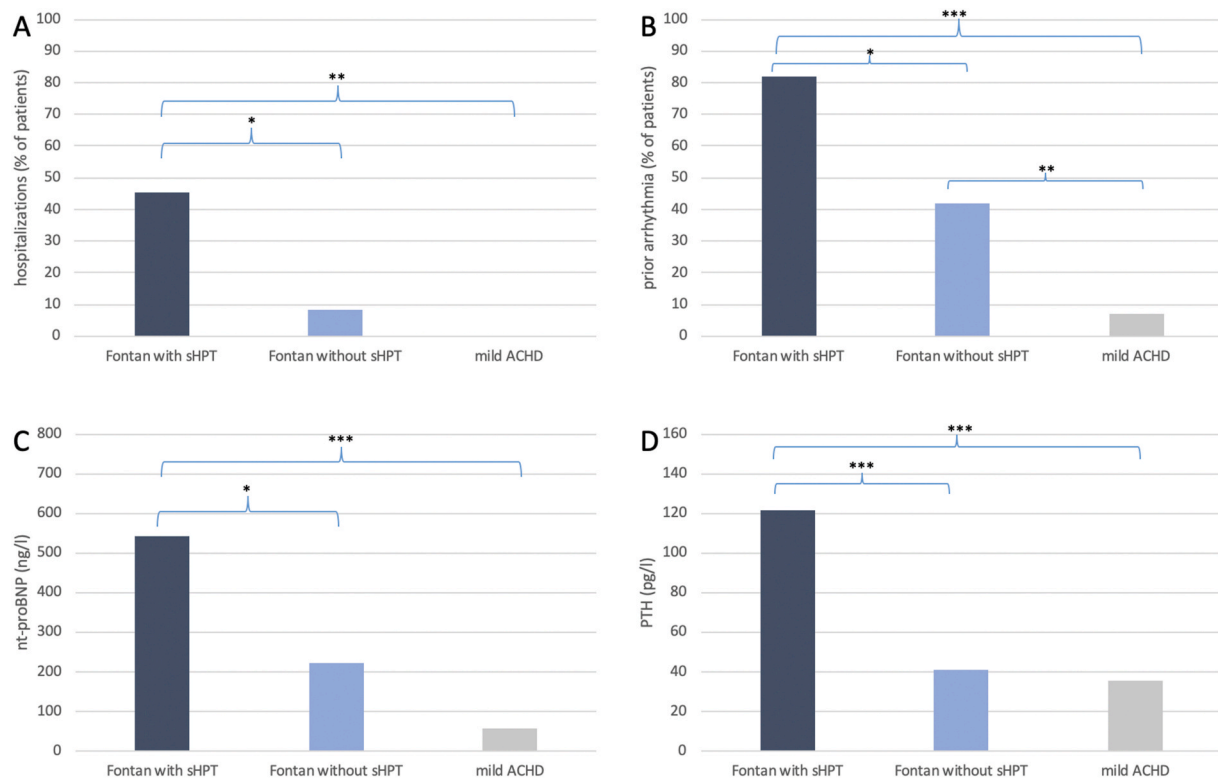 A
hospitalizations (% of patients)
100
90
80
70
60
50
40
30
20
10
0
**
*
Fontan with sHPT
Fontan without sHPT
mild ACHD
B
prior arrhythmia (% of patients)
100
90
80
70
60
50
40
30
20
10
0
***
*
**
Fontan with sHPT
Fontan without sHPT
mild ACHD
C
nt-proBNP (ng/l)
800
700
600
500
400
300
200
100
0
***
*
Fontan with sHPT
Fontan without sHPT
mild ACHD
D
PTH (pg/l)
160
140
120
100
80
60
40
20
0
***
***
Fontan with sHPT
Fontan without sHPT
mild ACHD